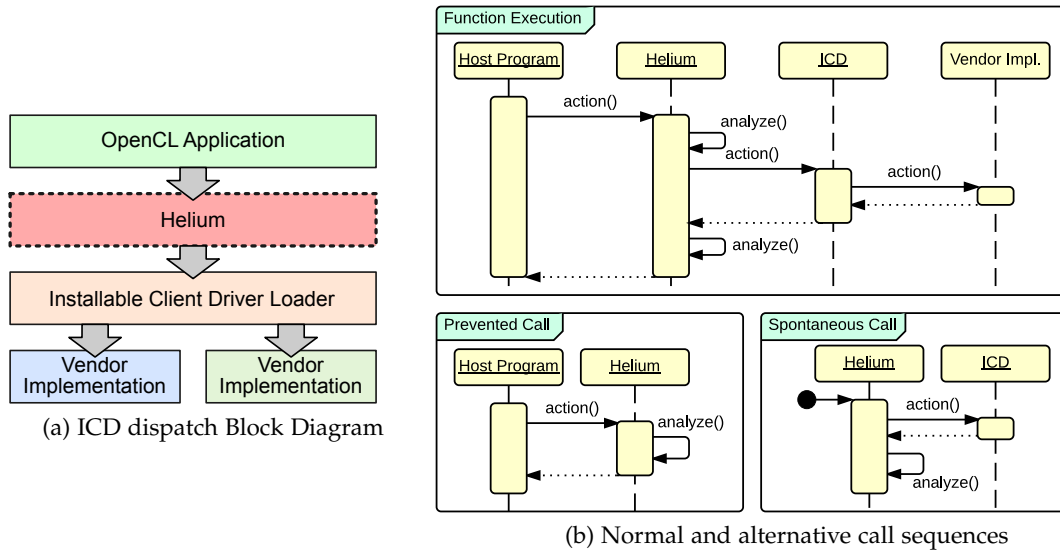 OpenCL Application
Helium
Installable Client Driver Loader
Vendor
Implementation
Vendor
Implementation
(a) ICD dispatch Block Diagram
Function Execution
Host Program
Helium
ICD
Vendor Impl.
action()
analyze()
action()
action()
analyze()
Prevented Call
Host Program
Helium
action()
analyze()
Spontaneous Call
Helium
ICD
action()
analyze()
(b) Normal and alternative call sequences